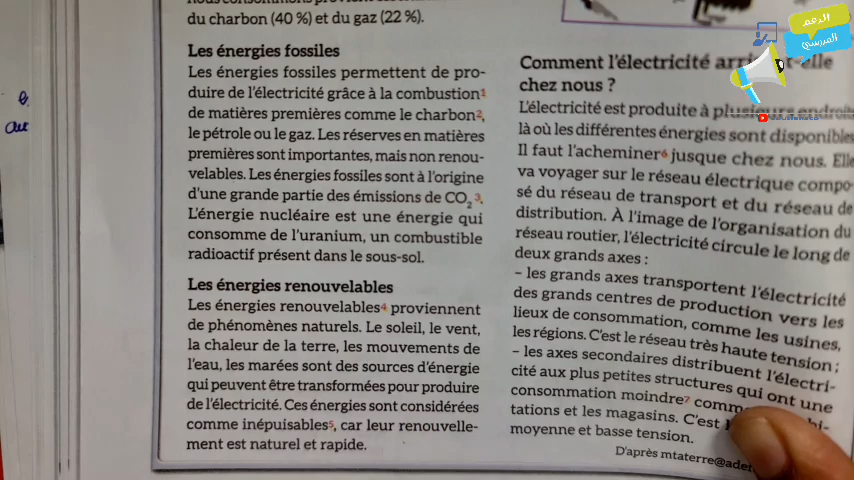 du charbon (40 %) et du gaz (22 %).
Les énergies fossiles
Les énergies fossiles permettent de pro-
duire de l'électricité grâce à la combustion1
de matières premières comme le charbon2,
le pétrole ou le gaz. Les réserves en matières
premières sont importantes, mais non renou-
velables. Les énergies fossiles sont à l'origine
d'une grande partie des émissions de CO2 3.
L'énergie nucléaire est une énergie qui
consomme de l'uranium, un combustible
radioactif présent dans le sous-sol.
Les énergies renouvelables
Les énergies renouvelables4 proviennent
de phénomènes naturels. Le soleil, le vent,
la chaleur de la terre, les mouvements de
l'eau, les marées sont des sources d'énergie
qui peuvent être transformées pour produire
de l'électricité. Ces énergies sont considérées
comme inépuisables5, car leur renouvelle-
ment est naturel et rapide.
Comment l'électricité arri
chez nous ?
L'électricité est produite à plusieurs endroits
là où les différentes énergies sont disponibles
Il faut l'acheminer6 jusque chez nous. Elle
va voyager sur le réseau électrique compo-
sé du réseau de transport et du réseau de
distribution. À l'image de l'organisation du
réseau routier, l'électricité circule le long de
deux grands axes :
– les grands axes transportent l'électricité
des grands centres de production vers les
lieux de consommation, comme les usines,
les régions. C'est le réseau très haute tension ;
– les axes secondaires distribuent l'électri-
cité aux plus petites structures qui ont une
consommation moindre7 comm
tations et les magasins. C'est
moyenne et basse tension.
D'après mtaterre@ade
الدعم
المدرسي